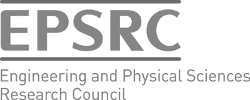 EPSRC
Engineering and Physical Sciences
Research Council